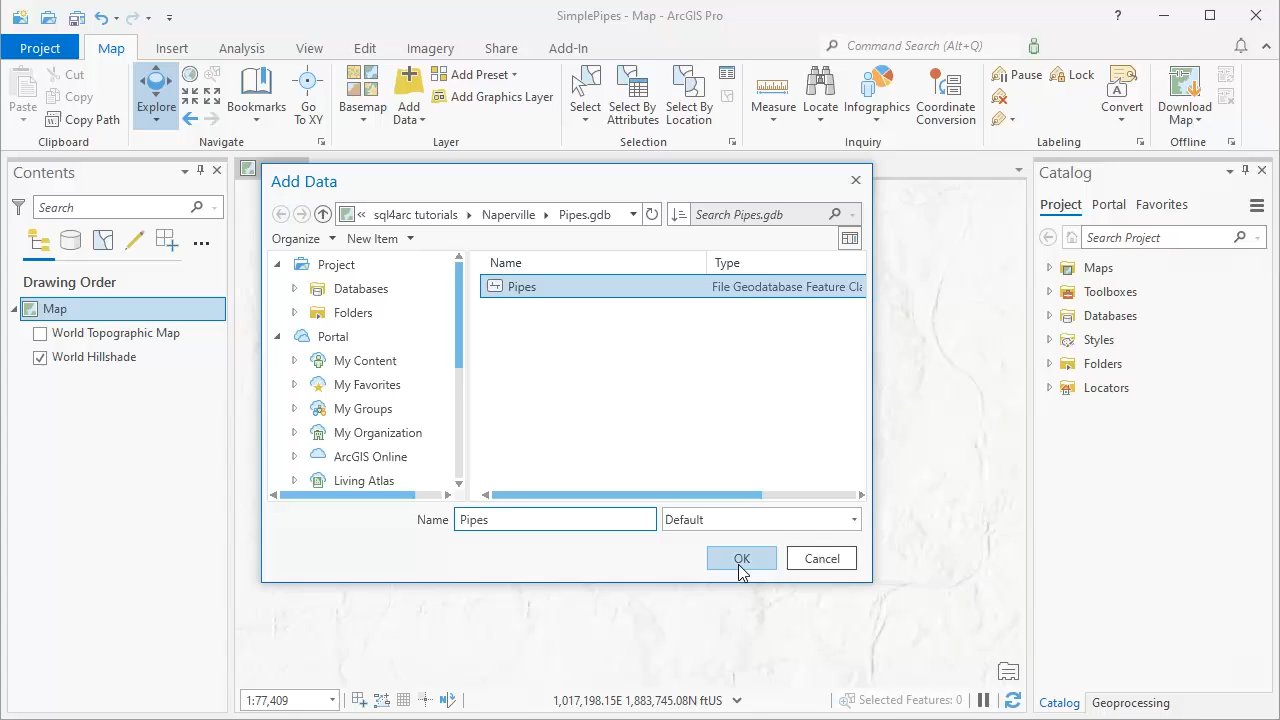 SimplePipes - Map - ArcGIS Pro
?
Project Map Insert Analysis View Edit Imagery Share Add-In
Command Search (Alt+Q)
Paste
Cut
Copy
Copy Path
Clipboard
Explore
Bookmarks
Go To XY
Navigate
Basemap
Add Data
Add Preset
Add Graphics Layer
Layer
Select
Select By Attributes
Select By Location
Selection
Measure
Locate
Infographics
Coordinate Conversion
Inquiry
Pause
Lock
Convert
Labeling
Download Map
Offline
Contents
Search
Drawing Order
Map
World Topographic Map
World Hillshade
Add Data
« sql4arc tutorials Naperville Pipes.gdb
Search Pipes.gdb
Organize New Item
Project
Databases
Folders
Portal
My Content
My Favorites
My Groups
My Organization
ArcGIS Online
Living Atlas
Name Type
Pipes File Geodatabase Feature Cla
Name Pipes Default
OK Cancel
Catalog
Project Portal Favorites
Search Project
Maps
Toolboxes
Databases
Styles
Folders
Locators
1:77,409
1,017,198.15E 1,883,745.08N ftUS
Selected Features: 0
Catalog Geoprocessing